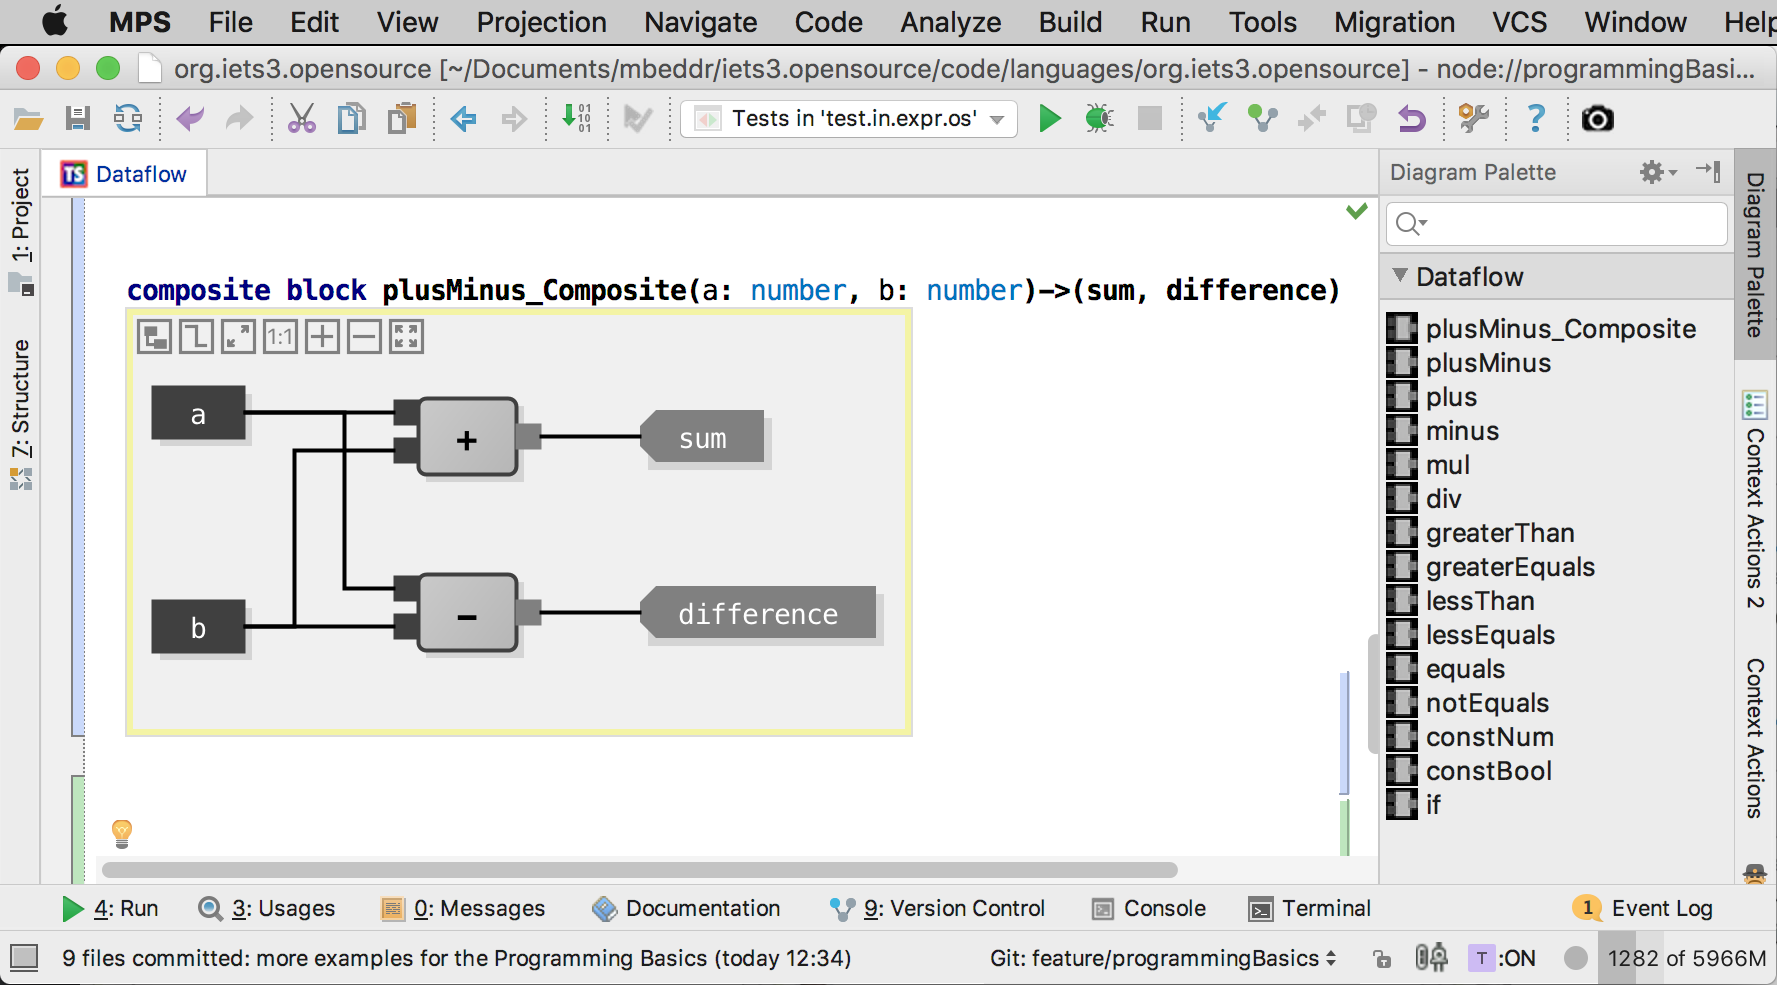 MPS File Edit View Projection Navigate Code Analyze Build Run Tools Migration VCS Window Help
org.iets3.opensource [~/Documents/mbeddr/iets3.opensource/code/languages/org.iets3.opensource] - node://programmingBasi...
Tests in 'test.in.expr.os'
1: Project
7: Structure
TS Dataflow
composite block plusMinus_Composite(a: number, b: number)->(sum, difference)
1:1
a
+
sum
b
-
difference
Diagram Palette
Dataflow
plusMinus_Composite
plusMinus
plus
minus
mul
div
greaterThan
greaterEquals
lessThan
lessEquals
equals
notEquals
constNum
constBool
if
Diagram Palette
Context Actions 2
Context Actions
4: Run 3: Usages 0: Messages Documentation 9: Version Control Console Terminal 1 Event Log
9 files committed: more examples for the Programming Basics (today 12:34) Git: feature/programmingBasics T :ON 1282 of 5966M